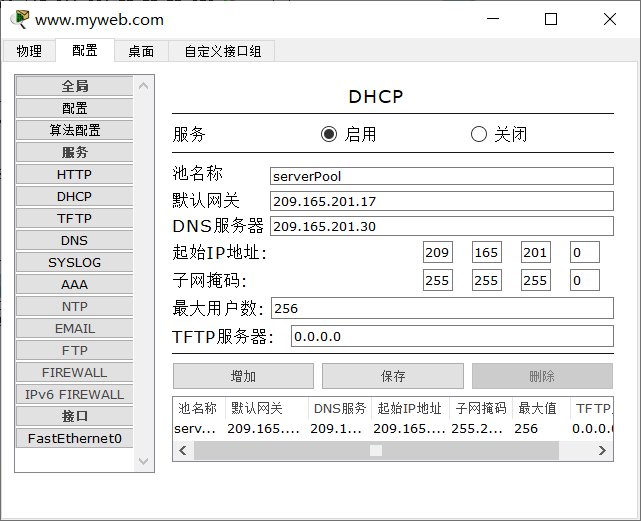 www.myweb.com
物理 配置 桌面 自定义接口组
全局
配置
算法配置
服务
HTTP
DHCP
TFTP
DNS
SYSLOG
AAA
NTP
EMAIL
FTP
FIREWALL
IPv6 FIREWALL
接口
FastEthernet0
DHCP
服务 启用 关闭
池名称 serverPool
默认网关 209.165.201.17
DNS服务器 209.165.201.30
起始IP地址: 209 165 201 0
子网掩码: 255 255 255 0
最大用户数: 256
TFTP服务器: 0.0.0.0
增加 保存 删除
池名称 默认网关 DNS服务 起始IP地址 子网掩码 最大值 TFTP
serv... 209.165.... 209.1... 209.165.... 255.2... 256 0.0.0.0